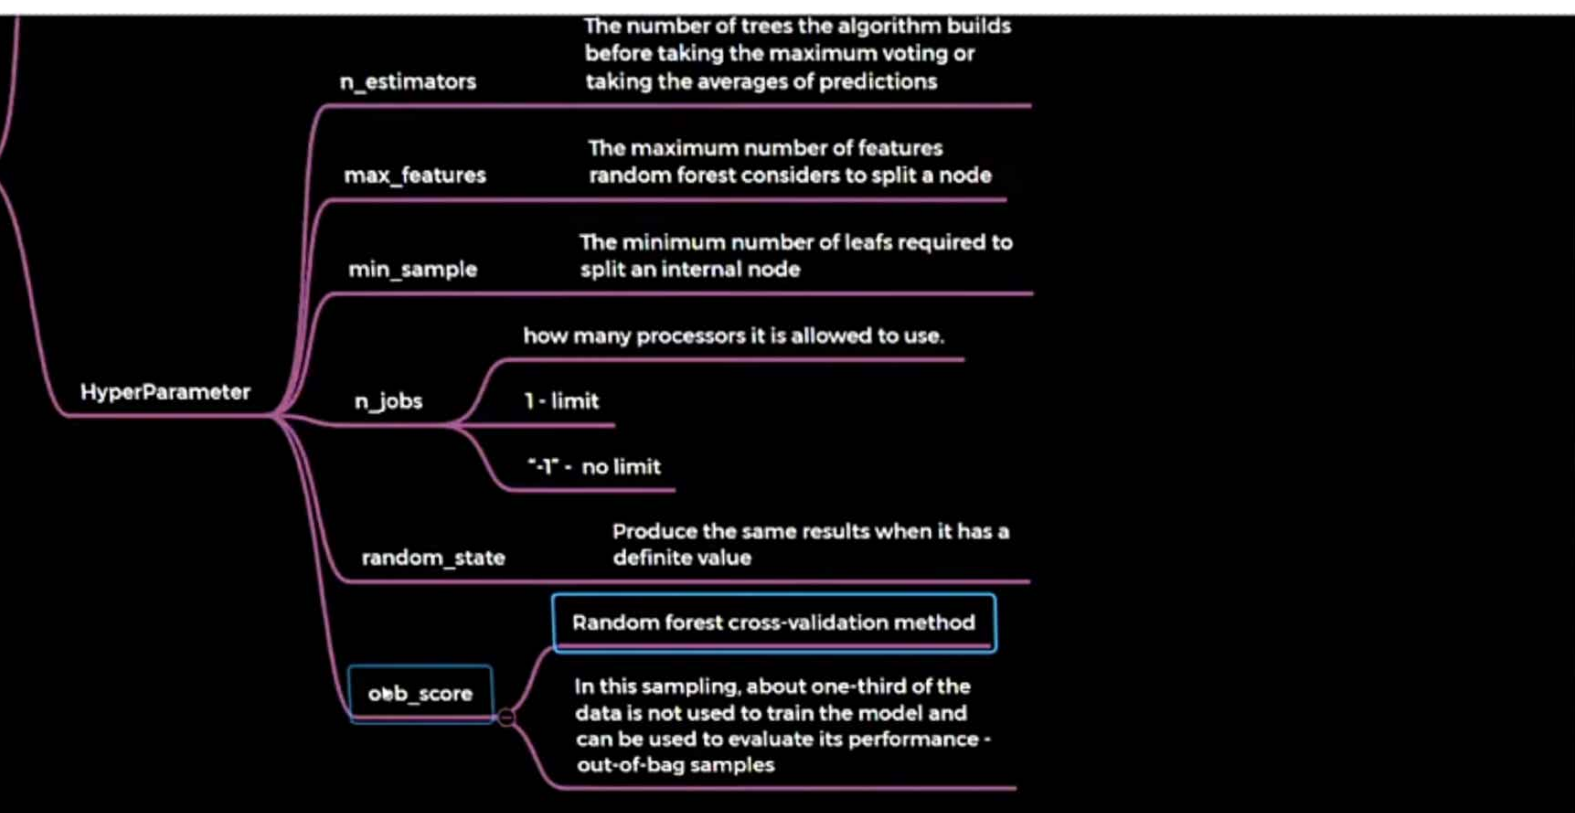 The number of trees the algorithm builds
before taking the maximum voting or
taking the averages of predictions
n_estimators
The maximum number of features
random forest considers to split a node
max_features
The minimum number of leafs required to
split an internal node
min_sample
how many processors it is allowed to use.
HyperParameter
n_jobs
1 - limit
"-1" - no limit
Produce the same results when it has a
definite value
random_state
Random forest cross-validation method
oob_score
In this sampling, about one-third of the
data is not used to train the model and
can be used to evaluate its performance -
out-of-bag samples